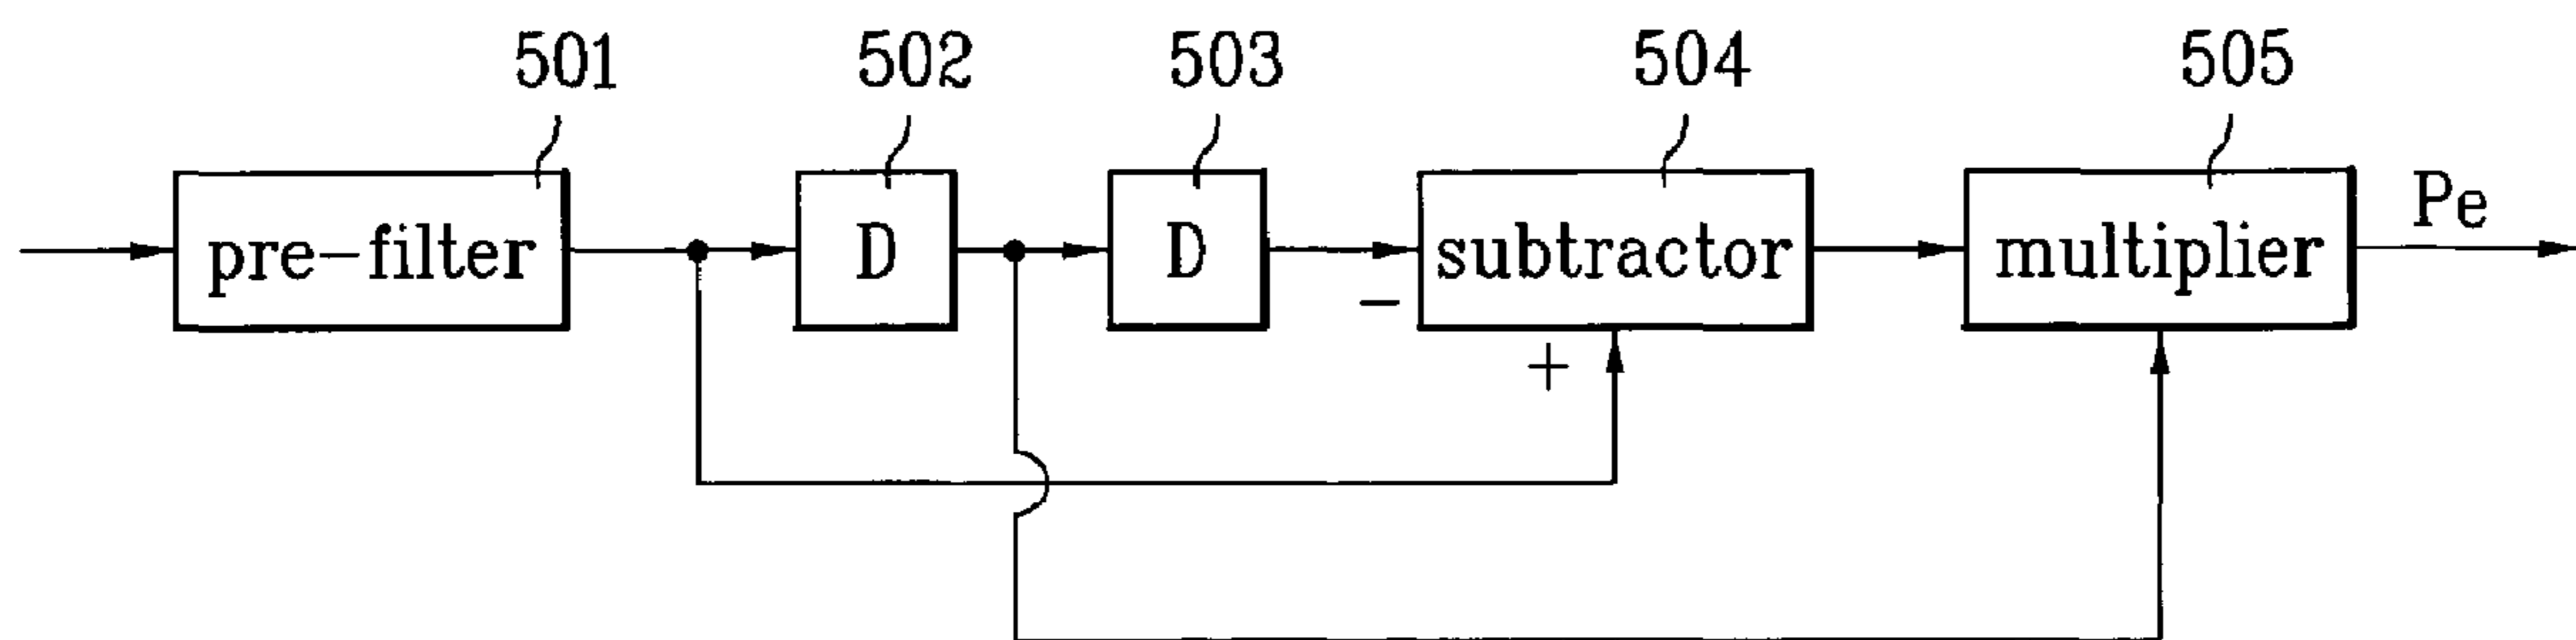 501 502 503 504 505
pre-filter D D subtractor multiplier Pe
−
+